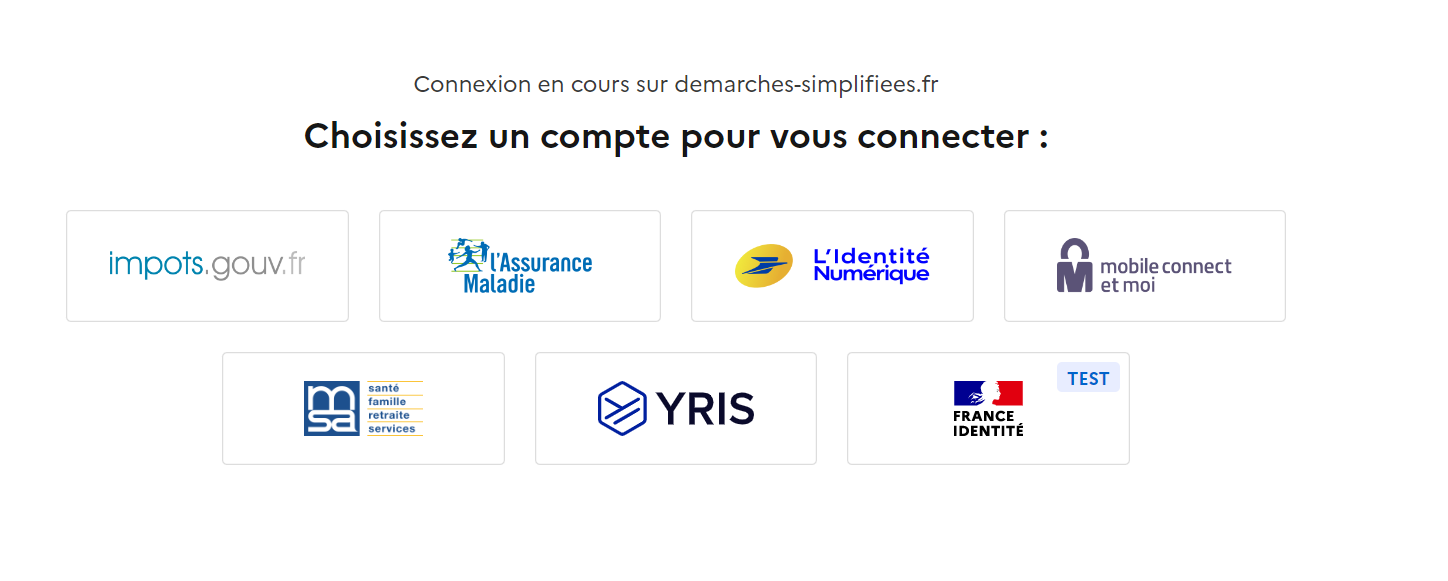 Connexion en cours sur demarches-simplifiees.fr
Choisissez un compte pour vous connecter :
impots.gouv.fr
l'Assurance
Maladie
L'Identité
Numérique
mobile connect
et moi
msa
santé
famille
retraite
services
YRIS
TEST
FRANCE
IDENTITÉ